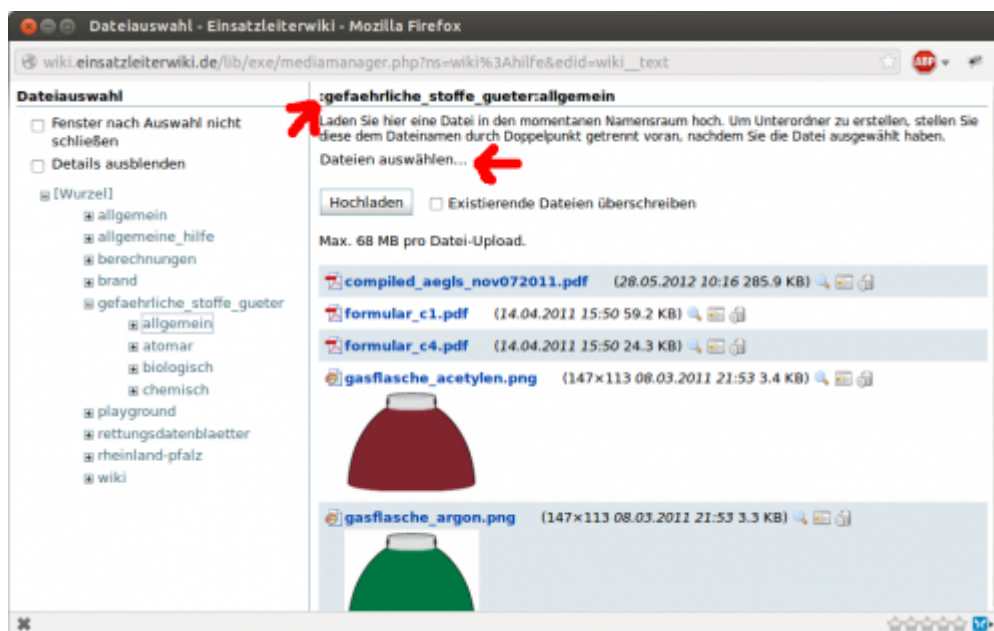 Dateiauswahl - Einsatzleiterwiki - Mozilla Firefox
wiki.einsatzleiterwiki.de/lib/exe/mediamanager.php?ns=wiki%3Ahilfe&edid=wiki__text
ABP
Dateiauswahl
Fenster nach Auswahl nicht
schließen
Details ausblenden
[Wurzel]
allgemein
allgemeine_hilfe
berechnungen
brand
gefaehrliche_stoffe_gueter
allgemein
atomar
biologisch
chemisch
playground
rettungsdatenblaetter
rheinland-pfalz
wiki
:gefaehrliche_stoffe_gueter:allgemein
Laden Sie hier eine Datei in den momentanen Namensraum hoch. Um Unterordner zu erstellen, stellen Sie
diese dem Dateinamen durch Doppelpunkt getrennt voran, nachdem Sie die Datei ausgewählt haben.
Dateien auswählen...
Hochladen Existierende Dateien überschreiben
Max. 68 MB pro Datei-Upload.
compiled_aegls_nov072011.pdf (28.05.2012 10:16 285.9 KB)
formular_c1.pdf (14.04.2011 15:50 59.2 KB)
formular_c4.pdf (14.04.2011 15:50 24.3 KB)
gasflasche_acetylen.png (147×113 08.03.2011 21:53 3.4 KB)
gasflasche_argon.png (147×113 08.03.2011 21:53 3.3 KB)